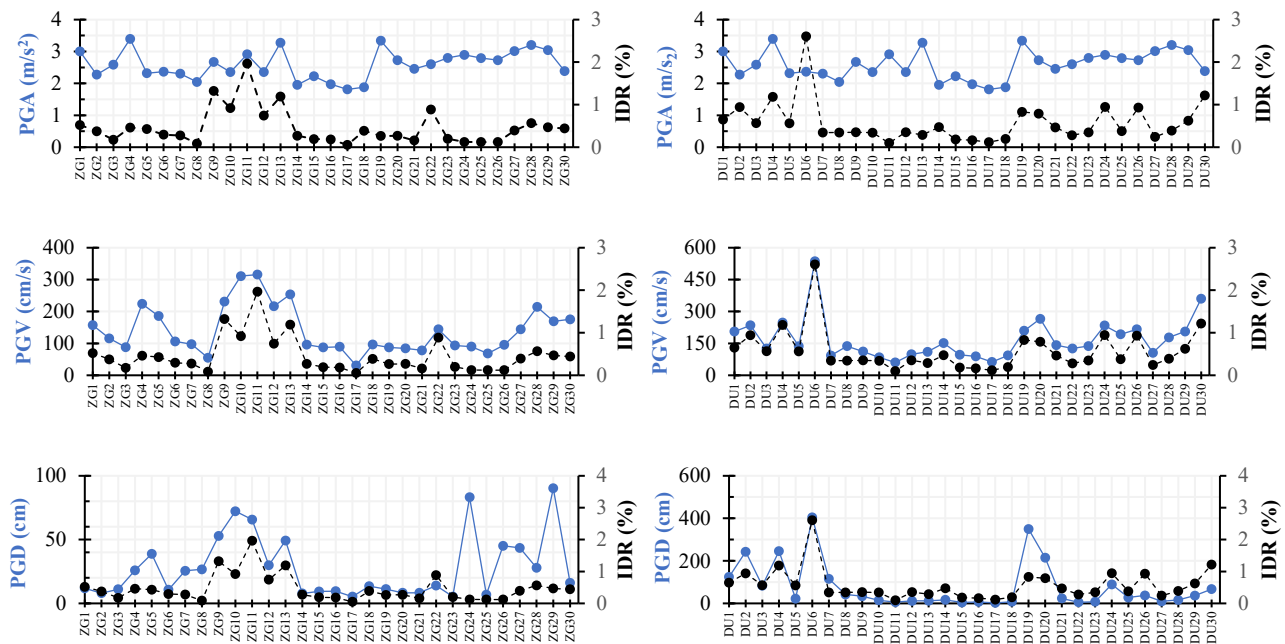 PGA (m/s²)
4
3
2
1
0
3
2
1
0
IDR (%)
ZG1 ZG2 ZG3 ZG4 ZG5 ZG6 ZG7 ZG8 ZG9 ZG10 ZG11 ZG12 ZG13 ZG14 ZG15 ZG16 ZG17 ZG18 ZG19 ZG20 ZG21 ZG22 ZG23 ZG24 ZG25 ZG26 ZG27 ZG28 ZG29 ZG30
PGA (m/s₂)
4
3
2
1
0
3
2
1
0
IDR (%)
DU1 DU2 DU3 DU4 DU5 DU6 DU7 DU8 DU9 DU10 DU10 DU11 DU12 DU13 DU14 DU15 DU16 DU17 DU18 DU19 DU20 DU21 DU22 DU23 DU24 DU25 DU26 DU27 DU28 DU29 DU30
PGV (cm/s)
400
300
200
100
0
3
2
1
0
IDR (%)
ZG1 ZG2 ZG3 ZG4 ZG5 ZG6 ZG7 ZG8 ZG9 ZG10 ZG11 ZG12 ZG13 ZG14 ZG15 ZG16 ZG17 ZG18 ZG19 ZG20 ZG21 ZG22 ZG23 ZG24 ZG25 ZG26 ZG27 ZG28 ZG29 ZG30
PGV (cm/s)
600
450
300
150
0
3
2
1
0
IDR (%)
DU1 DU2 DU3 DU4 DU5 DU6 DU7 DU8 DU9 DU10 DU11 DU12 DU13 DU14 DU15 DU16 DU17 DU18 DU19 DU20 DU21 DU22 DU23 DU24 DU25 DU26 DU27 DU28 DU29 DU30
PGD (cm)
100
50
0
4
3
2
1
0
IDR (%)
ZG1 ZG2 ZG3 ZG4 ZG5 ZG6 ZG7 ZG8 ZG9 ZG10 ZG11 ZG12 ZG13 ZG14 ZG15 ZG16 ZG17 ZG18 ZG19 ZG20 ZG21 ZG22 ZG23 ZG24 ZG25 ZG26 ZG27 ZG28 ZG29 ZG30
PGD (cm)
600
400
200
0
4
3
2
1
0
IDR (%)
DU1 DU2 DU3 DU4 DU5 DU6 DU7 DU8 DU9 DU10 DU11 DU12 DU13 DU14 DU15 DU16 DU17 DU18 DU19 DU20 DU21 DU22 DU23 DU24 DU25 DU26 DU27 DU28 DU29 DU30